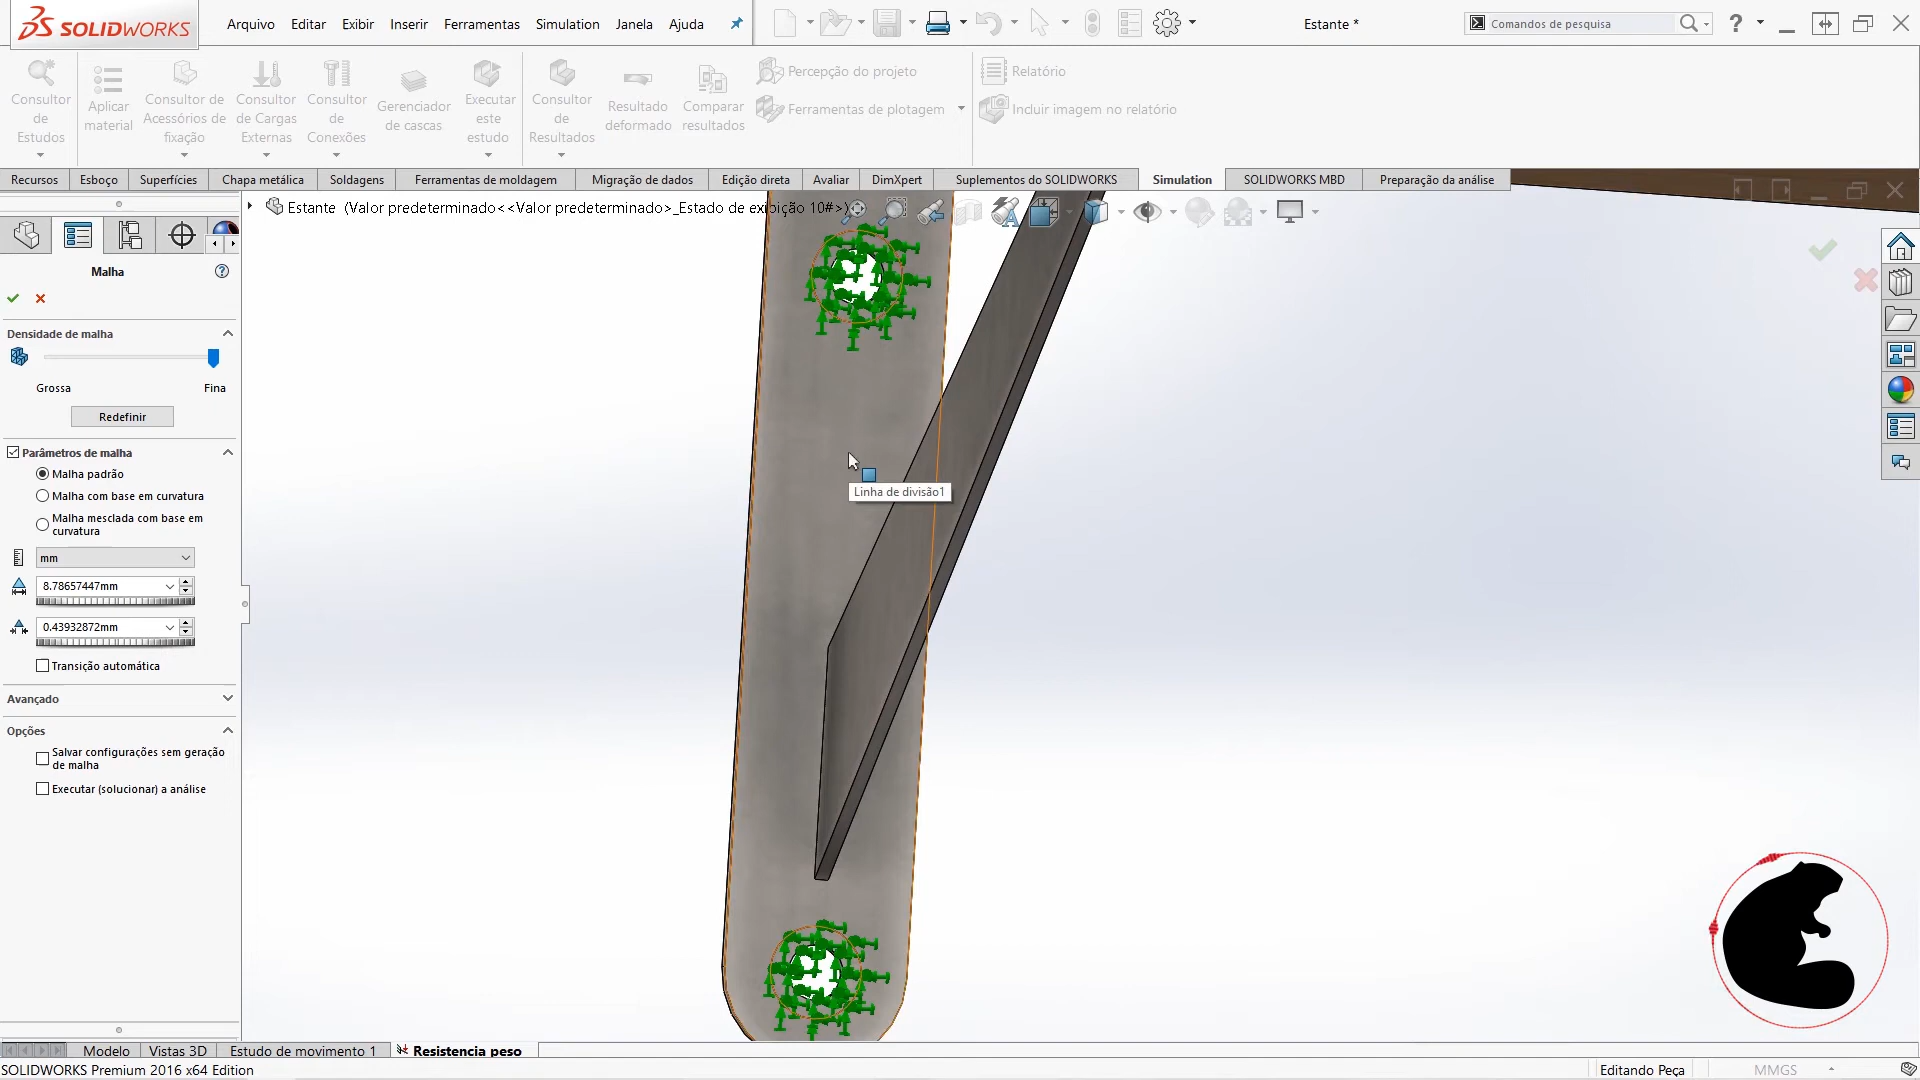 SOLIDWORKS
Arquivo Editar Exibir Inserir Ferramentas Simulation Janela Ajuda
Estante *
Comandos de pesquisa
?
Consultor de Estudos
Aplicar material
Consultor de Acessórios de fixação
Consultor de Cargas Externas
Consultor de Conexões
Gerenciador de cascas
Executar este estudo
Consultor de Resultados
Resultado deformado
Comparar resultados
Percepção do projeto
Ferramentas de plotagem
Relatório
Incluir imagem no relatório
Recursos Esboço Superfícies Chapa metálica Soldagens Ferramentas de moldagem Migração de dados Edição direta Avaliar DimXpert Suplementos do SOLIDWORKS Simulation SOLIDWORKS MBD Preparação da análise
Estante (Valor predeterminado<<Valor predeterminado>_Estado de exibição 10#>)
Malha
?
Densidade de malha
Grossa Fina
Redefinir
Parâmetros de malha
Malha padrão
Malha com base em curvatura
Malha mesclada com base em
curvatura
mm
8.78657447mm
0.43932872mm
Transição automática
Avançado
Opções
Salvar configurações sem geração
de malha
Executar (solucionar) a análise
Linha de divisão1
Modelo Vistas 3D Estudo de movimento 1 Resistencia peso
SOLIDWORKS Premium 2016 x64 Edition
Editando Peça
MMGS